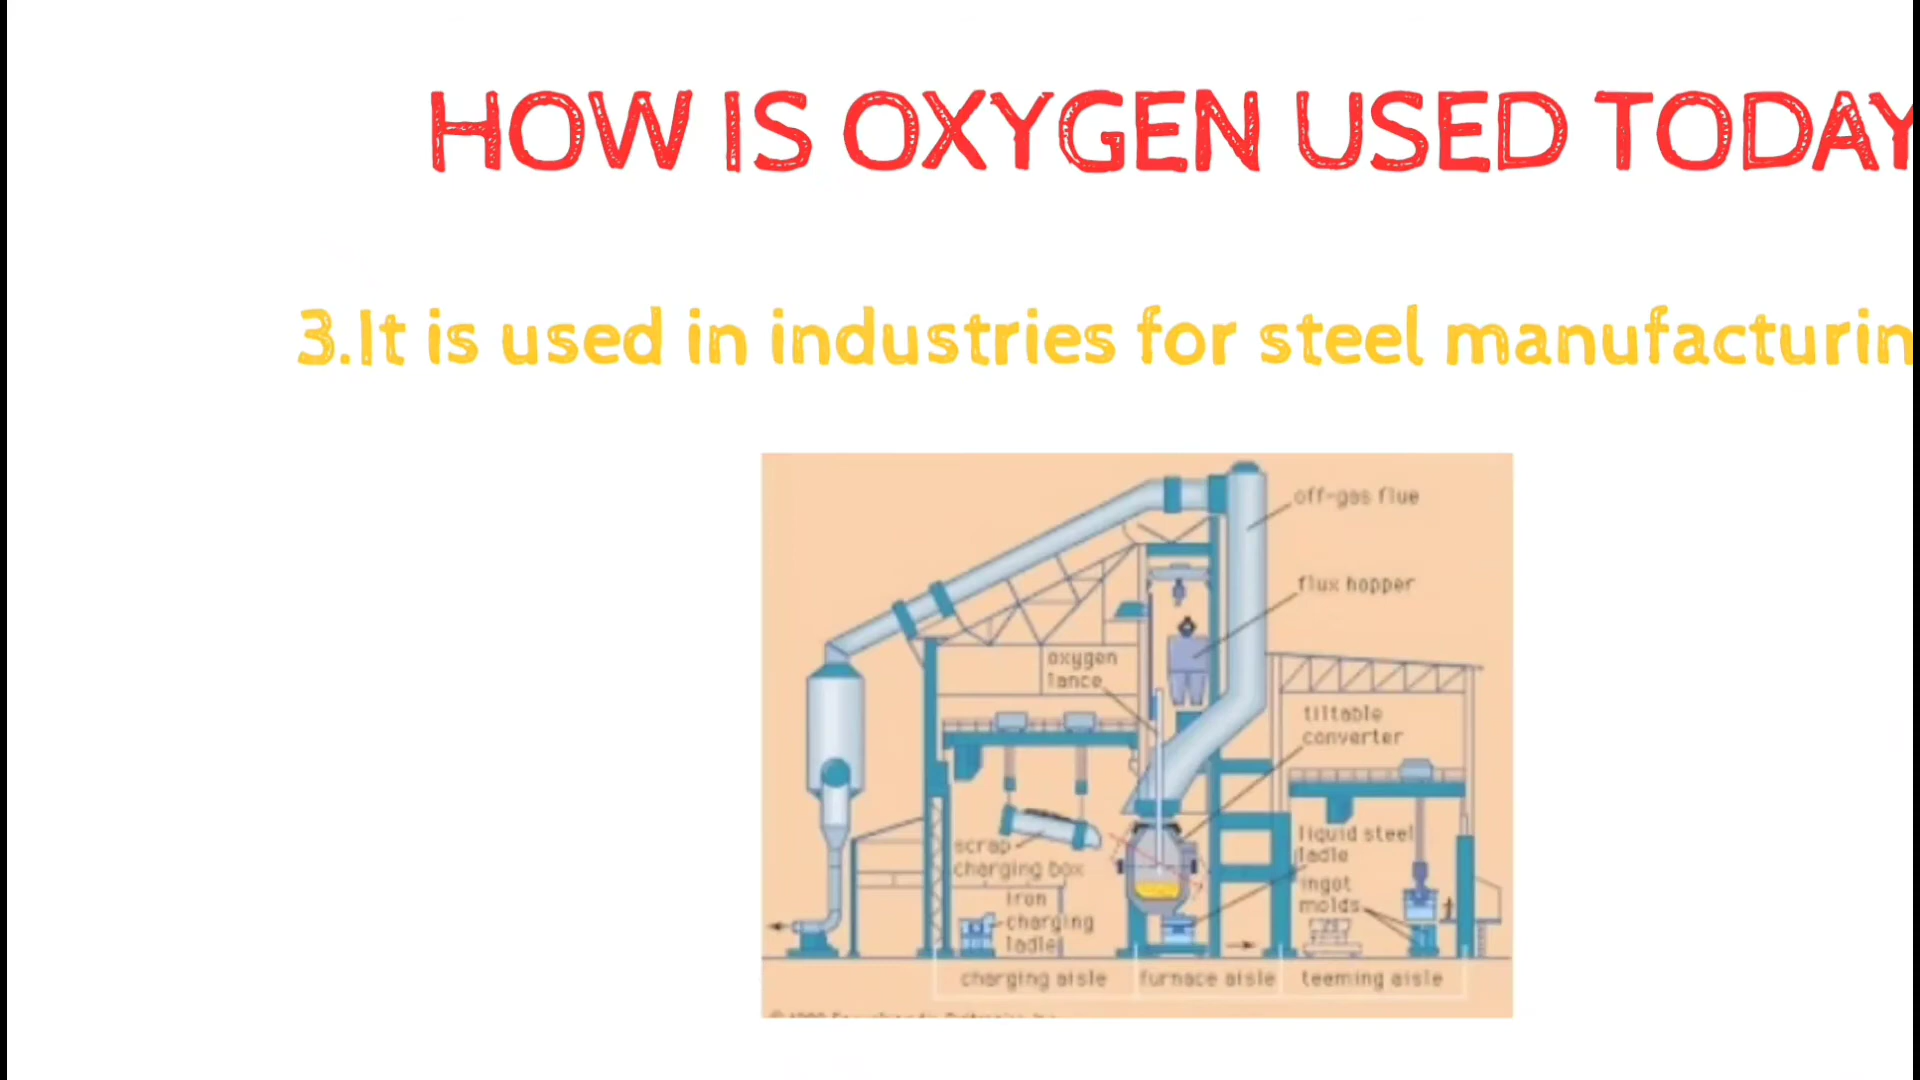 HOW IS OXYGEN USED TODAY
3.It is used in industries for steel manufacturin
off-gas flue
flux hopper
oxygen
lance
tiltable
converter
scrap
charging box
liquid steel
ladle
iron
charging
ladle
ingot
molds
charging aisle
furnace aisle
teeming aisle